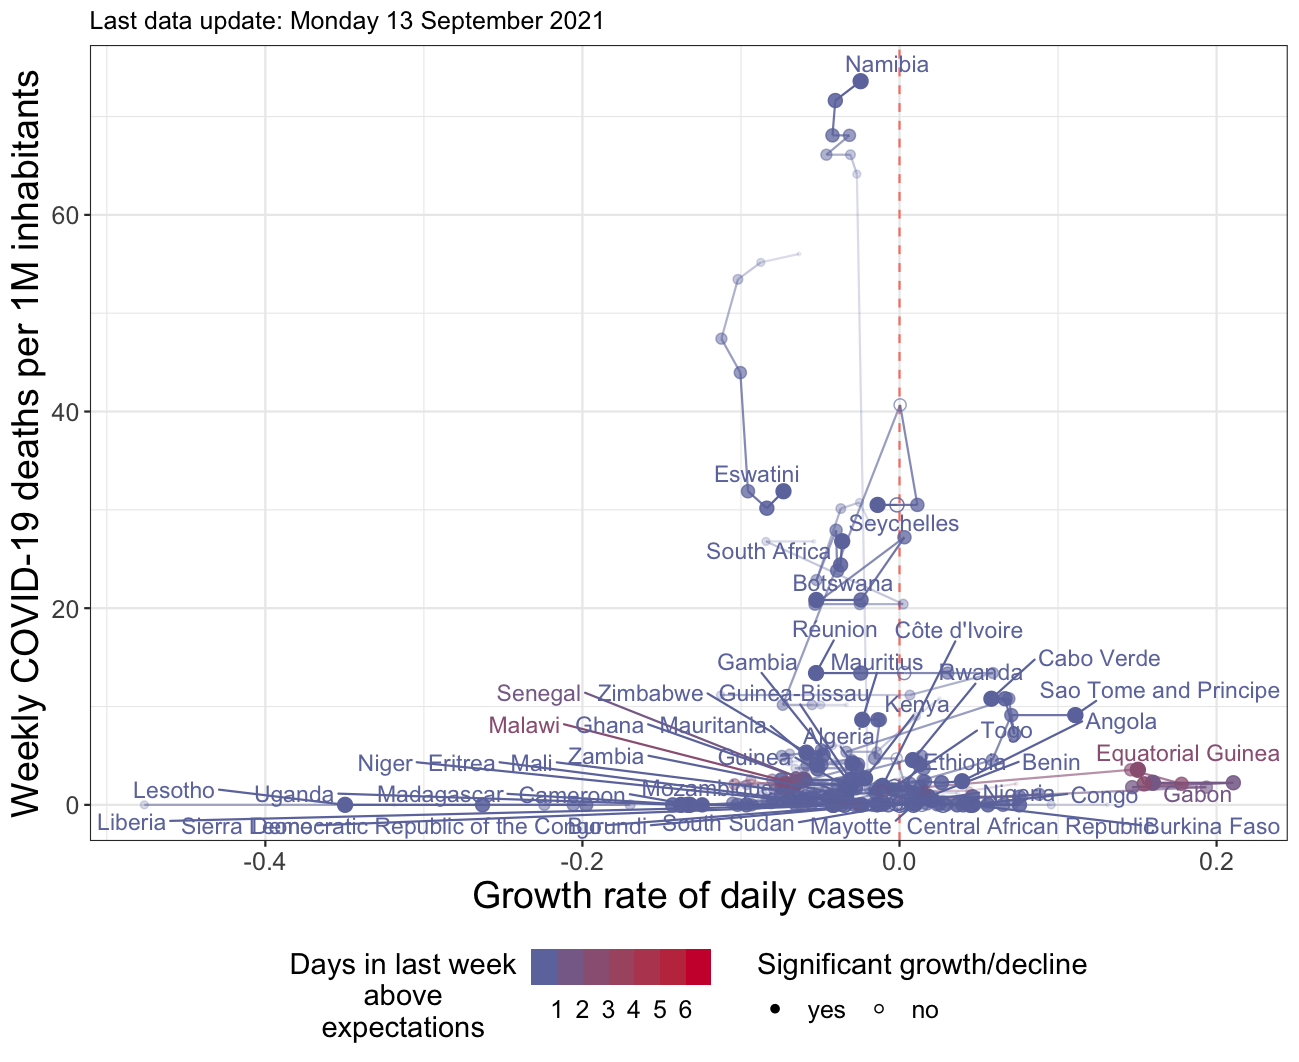 Last data update: Monday 13 September 2021
Weekly COVID-19 deaths per 1M inhabitants
60
40
20
0
Namibia
Eswatini
Seychelles
South Africa
Botswana
Réunion
Côte d'Ivoire
Gambia
Mauritius
Cabo Verde
Rwanda
Senegal
Zimbabwe
Guinea-Bissau
Sao Tome and Principe
Kenya
Malawi
Ghana
Mauritania
Angola
Algeria
Togo
Zambia
Guinea
Equatorial Guinea
Niger
Eritrea
Mali
Ethiopia
Benin
Lesotho
Uganda
Madagascar
Cameroon
Mozambique
Nigeria
Congo
Gabon
Liberia
Sierra Leone
Democratic Republic of the Congo
Burundi
South Sudan
Mayotte
Central African Republic
Burkina Faso
-0.4
-0.2
0.0
0.2
Growth rate of daily cases
Days in last week
above
expectations
1 2 3 4 5 6
Significant growth/decline
yes
no